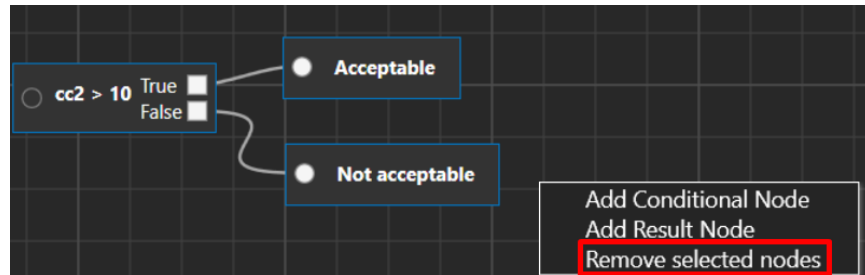 cc2 > 10
True
False
Acceptable
Not acceptable
Add Conditional Node
Add Result Node
Remove selected nodes